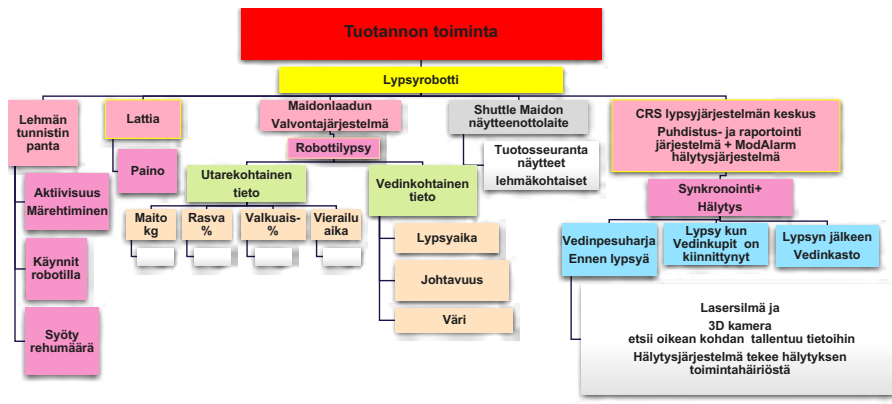 Tuotannon toiminta
Lypsyrobotti
Lehmän
tunnistin
panta
Aktiivisuus
Märehtiminen
Käynnit
robotilla
Syöty
rehumäärä
Lattia
Paino
Maidonlaadun
Valvontajärjestelmä
Robottilypsy
Utarekohtainen
tieto
Maito
kg
Rasva
%
Valkuais-
%
Vierailu
aika
Vedinkohtainen
tieto
Lypsyaika
Johtavuus
Väri
Shuttle Maidon
näytteenottolaite
Tuotosseuranta
näytteet
lehmäkohtaiset
CRS lypsyjärjestelmän keskus
Puhdistus- ja raportointi
järjestelmä + ModAlarm
hälytysjärjestelmä
Synkronointi+
Hälytys
Vedinpesuharja
Ennen lypsyä
Lypsy kun
Vedinkupit on
kiinnittynyt
Lypsyn jälkeen
Vedinkasto
Lasersilmä ja
3D kamera
etsii oikean kohdan tallentuu tietoihin
Hälytysjärjestelmä tekee hälytyksen
toimintahäiriöstä